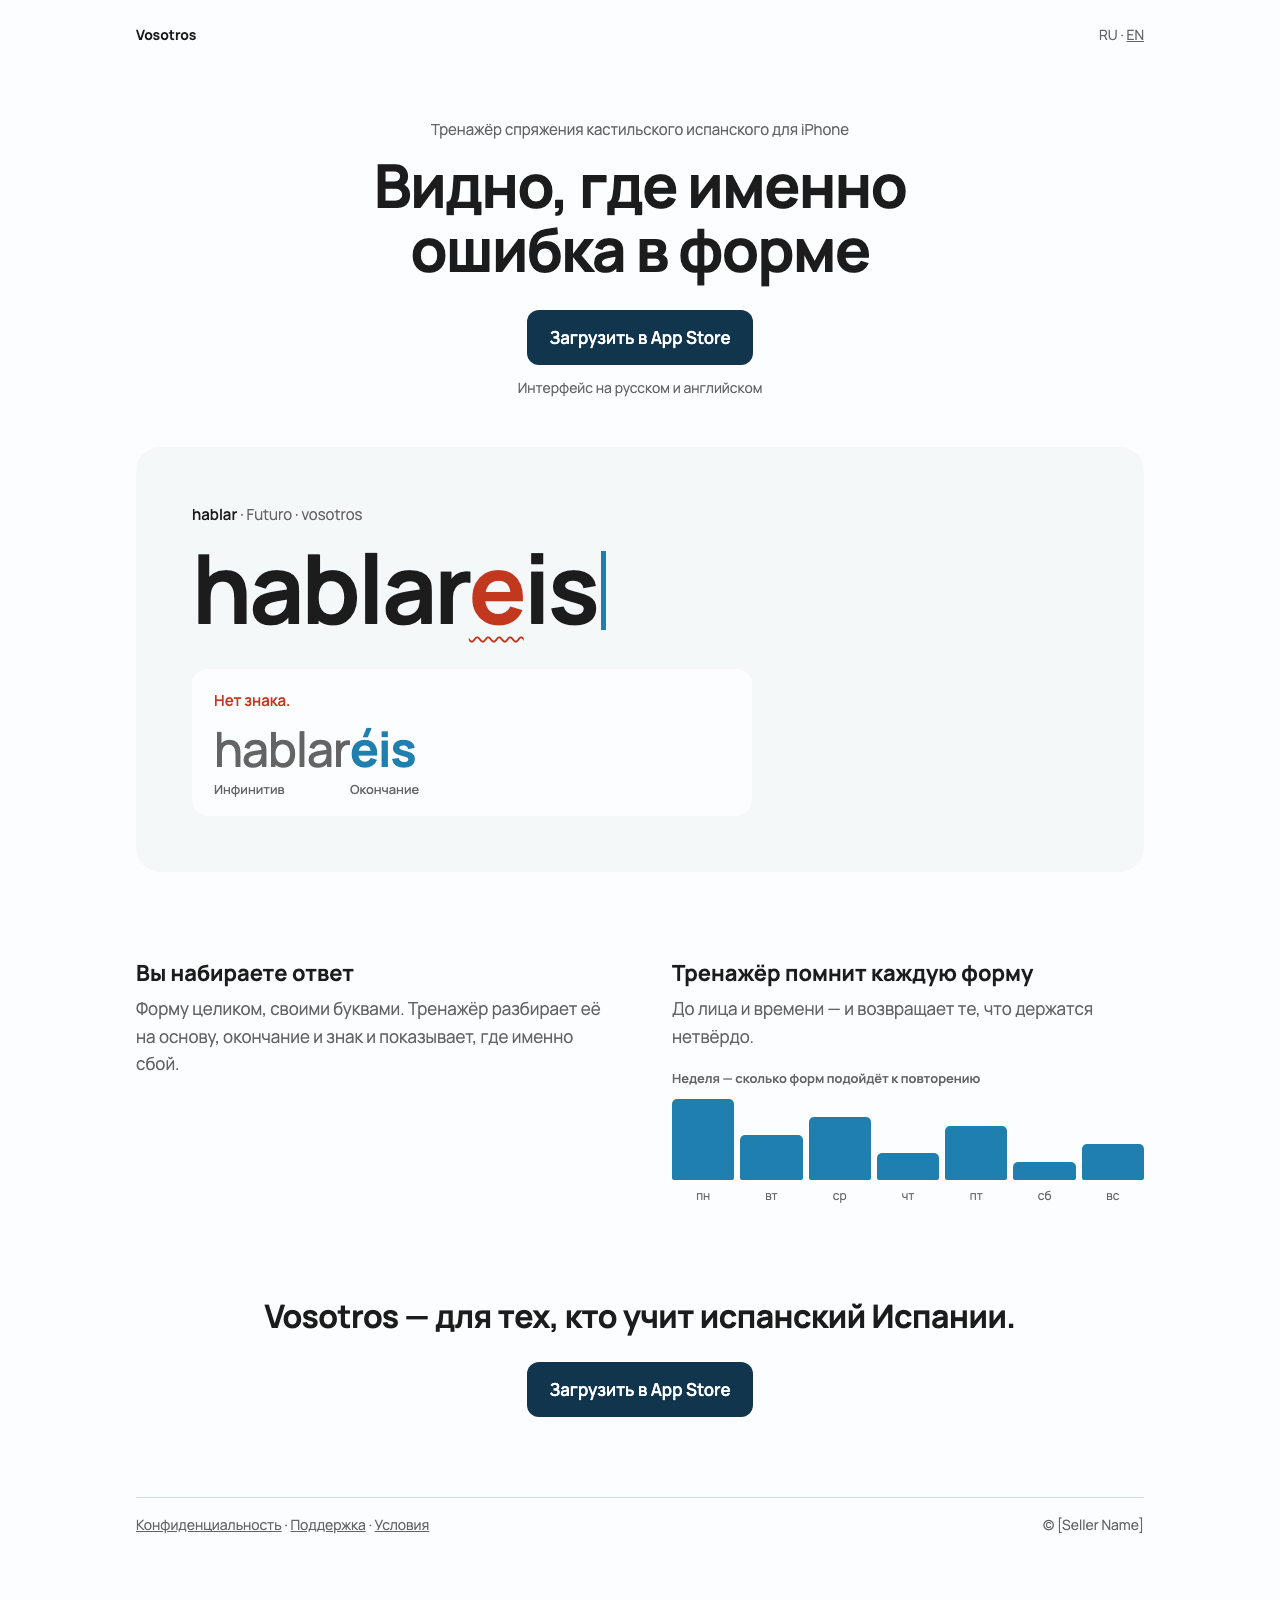 Vosotros
RU · EN
Тренажёр спряжения кастильского испанского для iPhone
Видно, где именно
ошибка в форме
Загрузить в App Store
Интерфейс на русском и английском
hablar · Futuro · vosotros
hablareis
Нет знака.
hablaréis
Инфинитив Окончание
Вы набираете ответ
Форму целиком, своими буквами. Тренажёр разбирает её
на основу, окончание и знак и показывает, где именно
сбой.
Тренажёр помнит каждую форму
До лица и времени — и возвращает те, что держатся
нетвёрдо.
Неделя — сколько форм подойдёт к повторению
пн вт ср чт пт сб вс
Vosotros — для тех, кто учит испанский Испании.
Загрузить в App Store
Конфиденциальность · Поддержка · Условия
© [Seller Name]